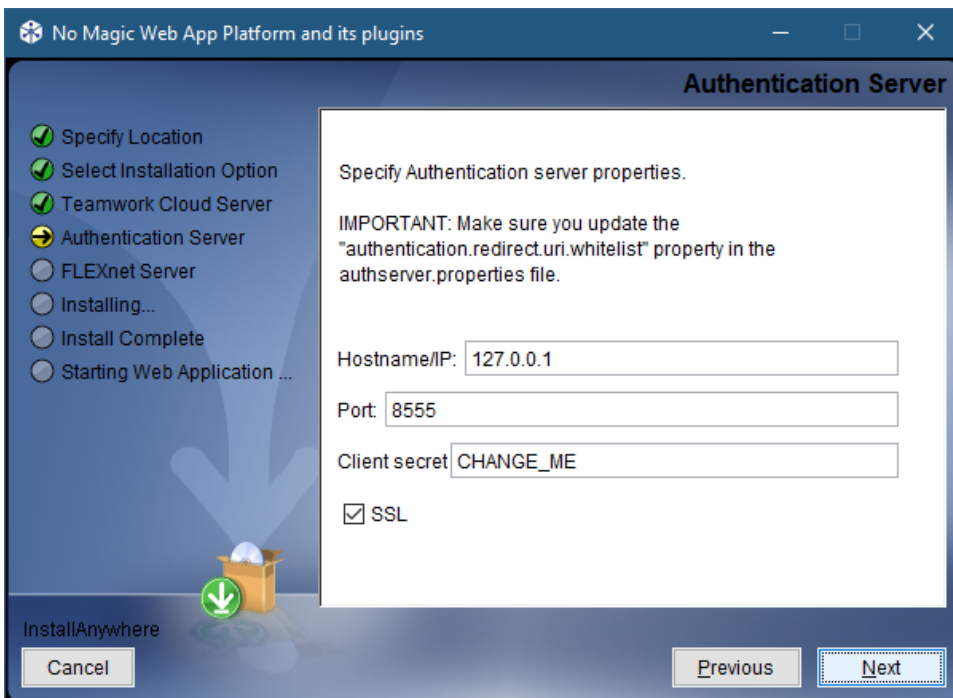 No Magic Web App Platform and its plugins
Authentication Server
Specify Location
Select Installation Option
Teamwork Cloud Server
Authentication Server
FLEXnet Server
Installing...
Install Complete
Starting Web Application ...
Specify Authentication server properties.
IMPORTANT: Make sure you update the
"authentication.redirect.uri.whitelist" property in the
authserver.properties file.
Hostname/IP: 127.0.0.1
Port: 8555
Client secret CHANGE_ME
SSL
InstallAnywhere
Cancel
Previous
Next